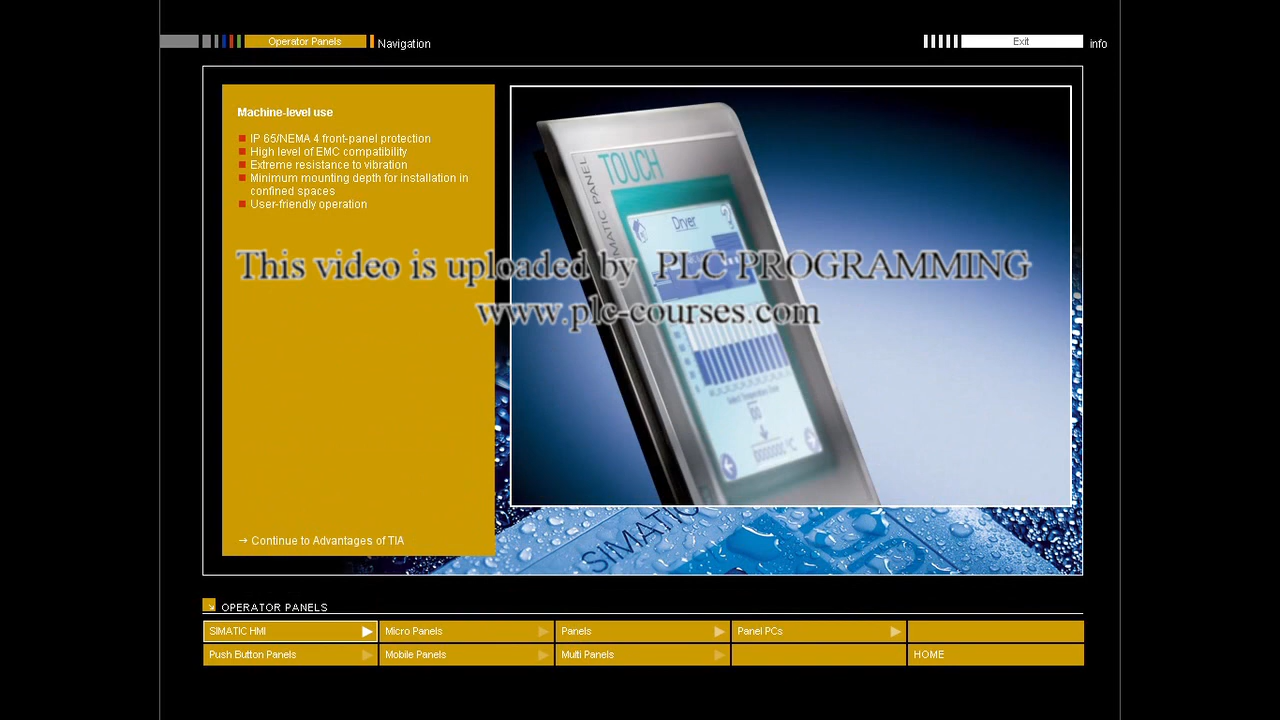 Operator Panels
Navigation
Exit
info
Machine-level use
IP 65/NEMA 4 front-panel protection
High level of EMC compatibility
Extreme resistance to vibration
Minimum mounting depth for installation in
confined spaces
User-friendly operation
TOUCH
Dryer
Select Temperature Zone
This video is uploaded by PLC PROGRAMMING
www.plc-courses.com
→ Continue to Advantages of TIA
SIMATIC
OPERATOR PANELS
SIMATIC HMI
Micro Panels
Panels
Panel PCs
Push Button Panels
Mobile Panels
Multi Panels
HOME